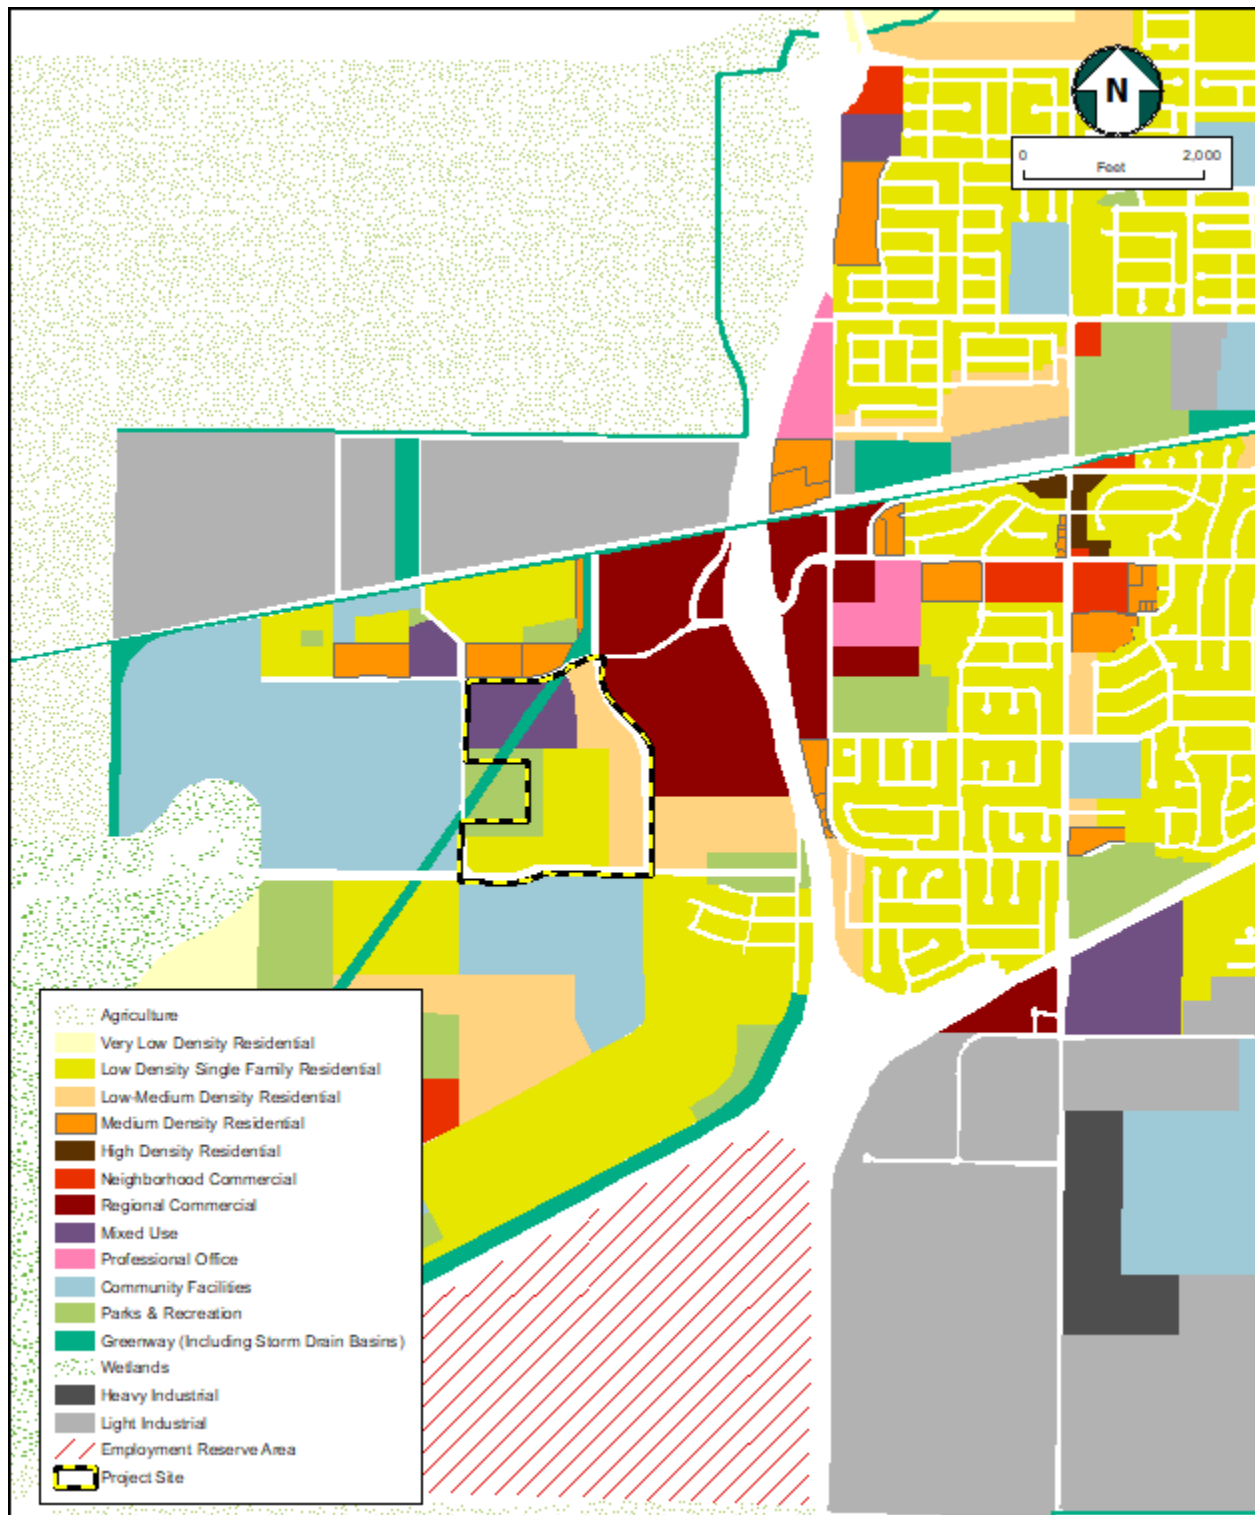 N
0 2,000
Feet
Agriculture
Very Low Density Residential
Low Density Single Family Residential
Low-Medium Density Residential
Medium Density Residential
High Density Residential
Neighborhood Commercial
Regional Commercial
Mixed Use
Professional Office
Community Facilities
Parks & Recreation
Greenway (Including Storm Drain Basins)
Wetlands
Heavy Industrial
Light Industrial
Employment Reserve Area
Project Site